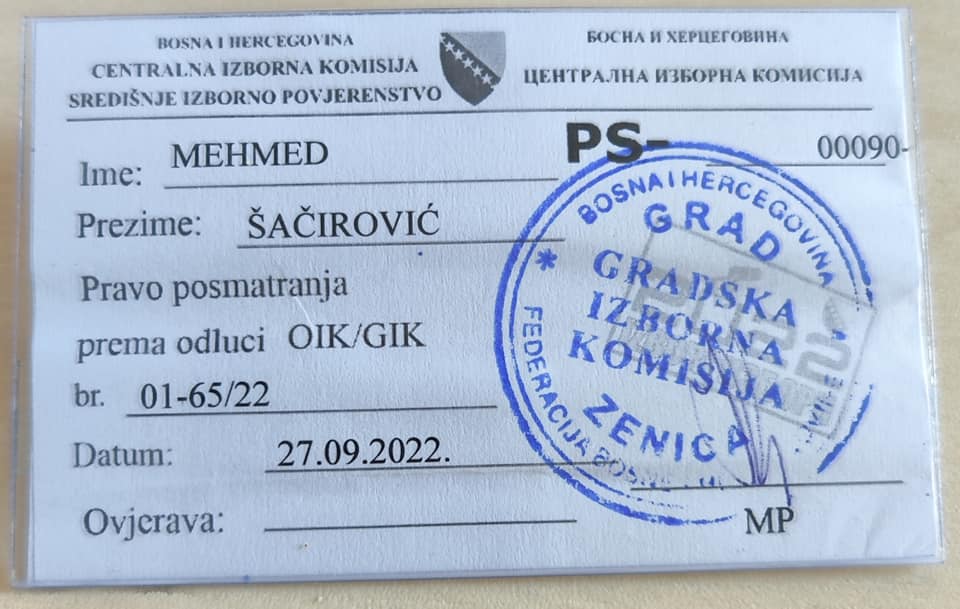 BOSNA I HERCEGOVINA
CENTRALNA IZBORNA KOMISIJA
SREDIŠNJE IZBORNO POVJERENSTVO
БОСНА И ХЕРЦЕГОВИНА
ЦЕНТРАЛНА ИЗБОРНА КОМИСИЈА
Ime: MEHMED
PS- 00090-
Prezime: ŠAČIROVIĆ
Pravo posmatranja
prema odluci OIK/GIK
br. 01-65/22
Datum: 27.09.2022.
Ovjerava:
MP
BOSNA I HERCEGOVINA
FEDERACIJA BOSNE I
GRAD
GRADSKA
IZBORNA
KOMISIJA
ZENICA